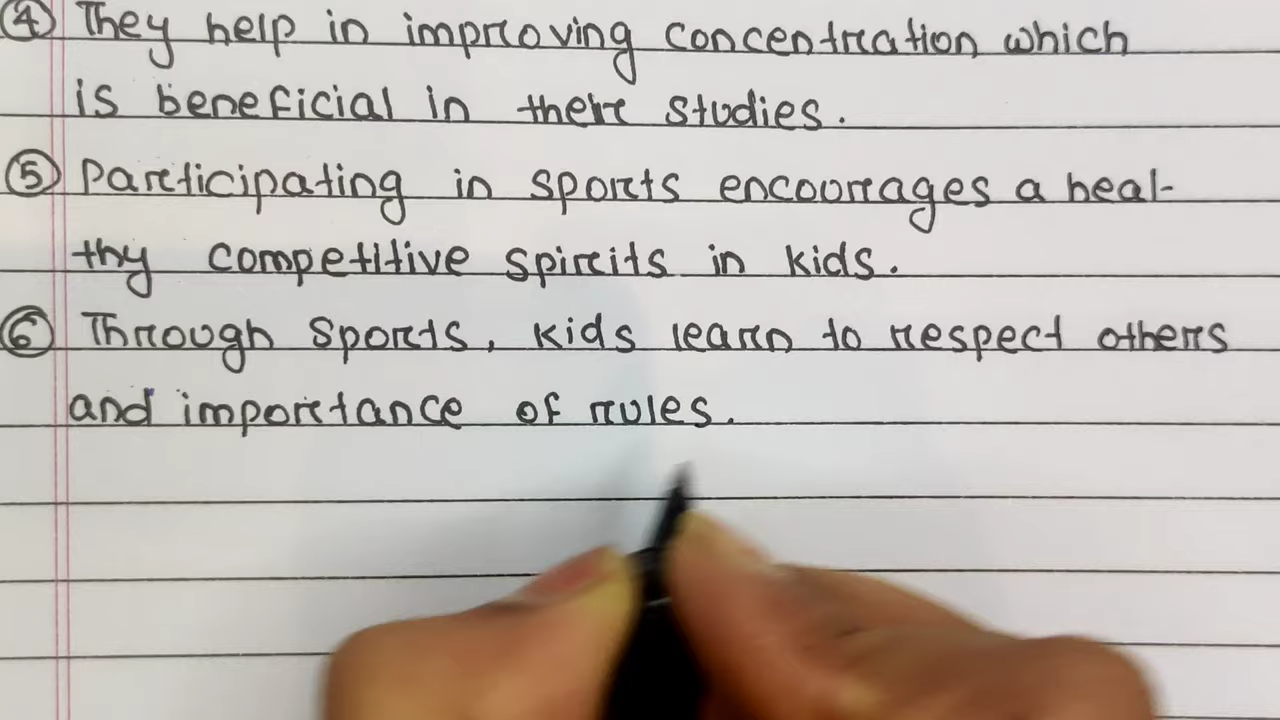 ④ They help in improving concentration which
is beneficial in their studies.
⑤ Participating in sports encourages a heal-
thy competitive spirits in kids.
⑥ Through sports, kids learn to respect others
and importance of rules.